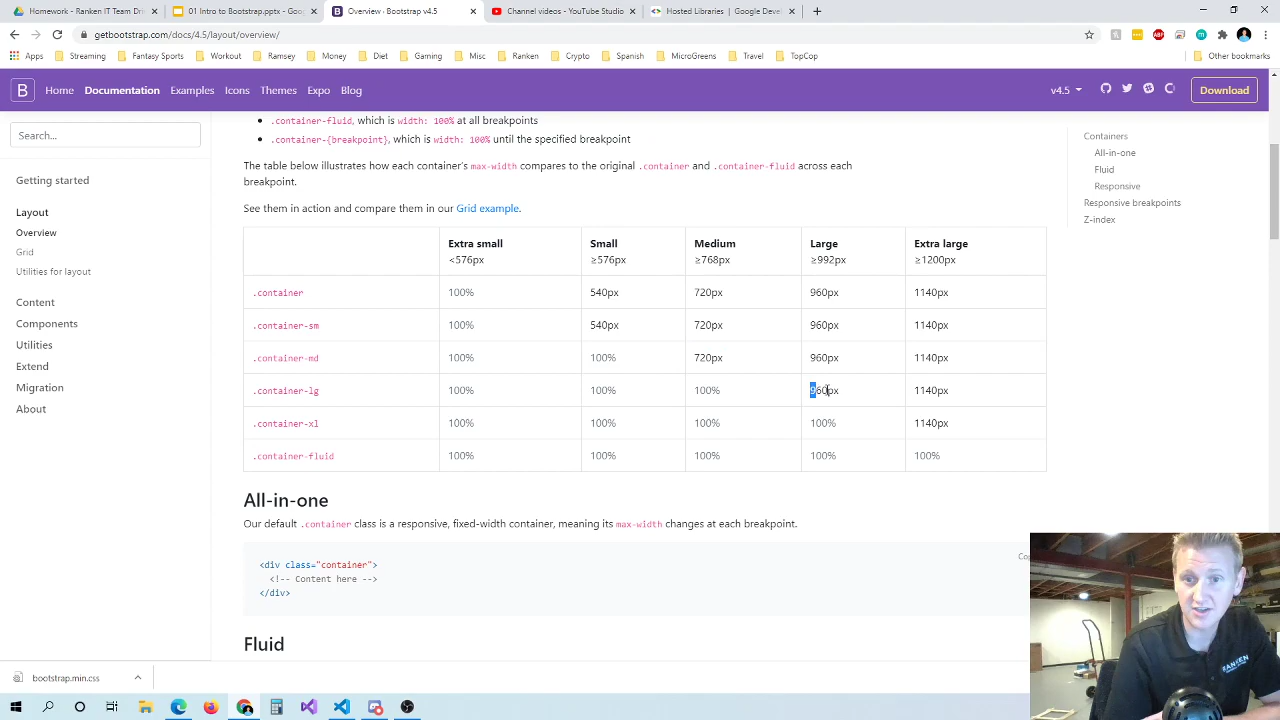 Homepage - Ranken IT Team Dri
01 Intro to Bootstrap.pptx - Goo
Overview · Bootstrap v4.5
Channel videos - YouTube Studio
Hosted Libraries | Google Devel
getbootstrap.com/docs/4.5/layout/overview/
Apps Streaming Fantasy Sports Workout Ramsey Money Diet Gaming Misc Ranken Crypto Spanish MicroGreens Travel TopCop Other bookmarks
B Home Documentation Examples Icons Themes Expo Blog v4.5 Download
Search...
Getting started
Layout
Overview
Grid
Utilities for layout
Content
Components
Utilities
Extend
Migration
About
.container-fluid, which is width: 100% at all breakpoints
.container-{breakpoint}, which is width: 100% until the specified breakpoint
The table below illustrates how each container's max-width compares to the original .container and .container-fluid across each
breakpoint.
See them in action and compare them in our Grid example.
Extra small Small Medium Large Extra large
<576px ≥576px ≥768px ≥992px ≥1200px
.container 100% 540px 720px 960px 1140px
.container-sm 100% 540px 720px 960px 1140px
.container-md 100% 100% 720px 960px 1140px
.container-lg 100% 100% 100% 960px 1140px
.container-xl 100% 100% 100% 100% 1140px
.container-fluid 100% 100% 100% 100% 100%
All-in-one
Our default .container class is a responsive, fixed-width container, meaning its max-width changes at each breakpoint.
<div class="container">
<!-- Content here -->
</div>
Fluid
Containers
All-in-one
Fluid
Responsive
Responsive breakpoints
Z-index
bootstrap.min.css
RANKEN